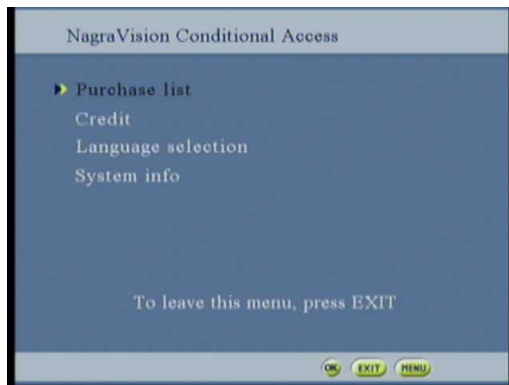 NagraVision Conditional Access
Purchase list
Credit
Language selection
System info
To leave this menu, press EXIT
OK EXIT MENU